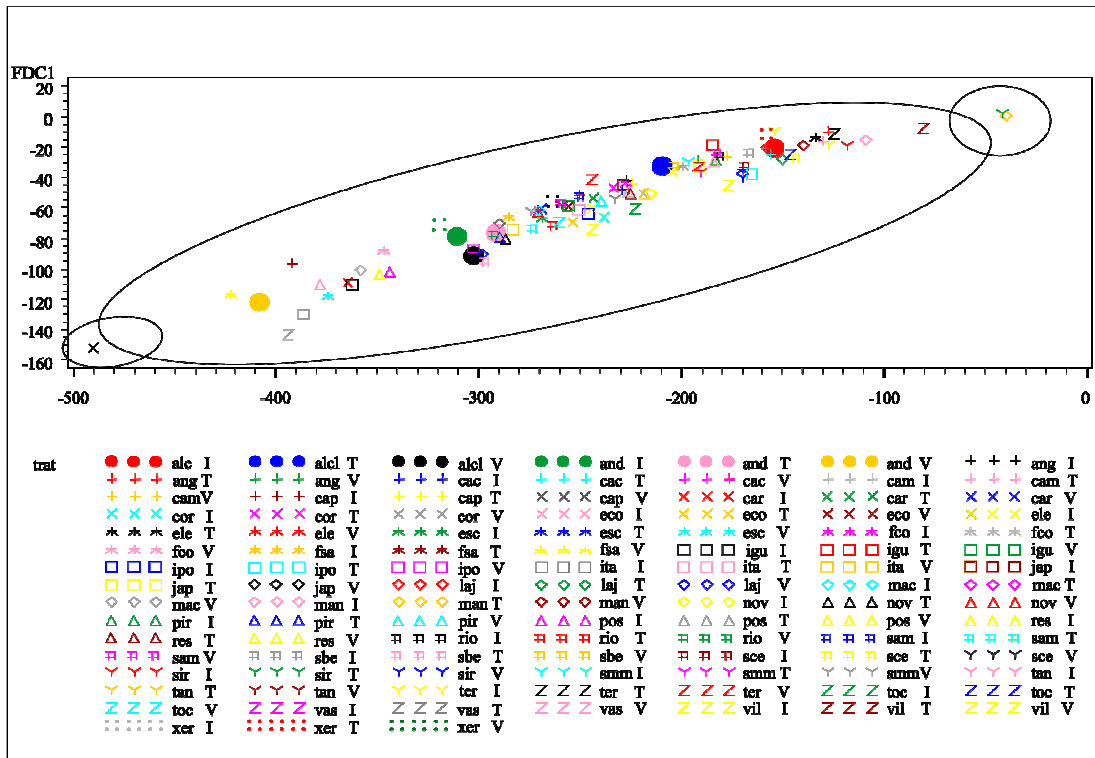 FDC1
20
0
-20
-40
-60
-80
-100
-120
-140
-160
-500 -400 -300 -200 -100 0
trat alc I alcl T alcl V and I and T and V ang I
ang T ang V cac I cac T cac V cam I cam T
cam V cap I cap T cap V car I car T car V
cor I cor T cor V eco I eco T eco V ele I
ele T ele V esc I esc T esc V fco I fco T
fco V fsa I fsa T fsa V igu I igu T igu V
ipo I ipo T ipo V ita I ita T ita V jap I
jap T jap V laj I laj T laj V mac I mac T
mac V man I man T man V nov I nov T nov V
pir I pir T pir V pos I pos T pos V res I
res T res V rio I rio T rio V sam I sam T
sam V sbe I sbe T sbe V sce I sce T sce V
sir I sir T sir V smm I smm T smm V tan I
tan T tan V ter I ter T ter V toc I toc T
toc V vas I vas T vas V vil I vil T vil V
xer I xer T xer V